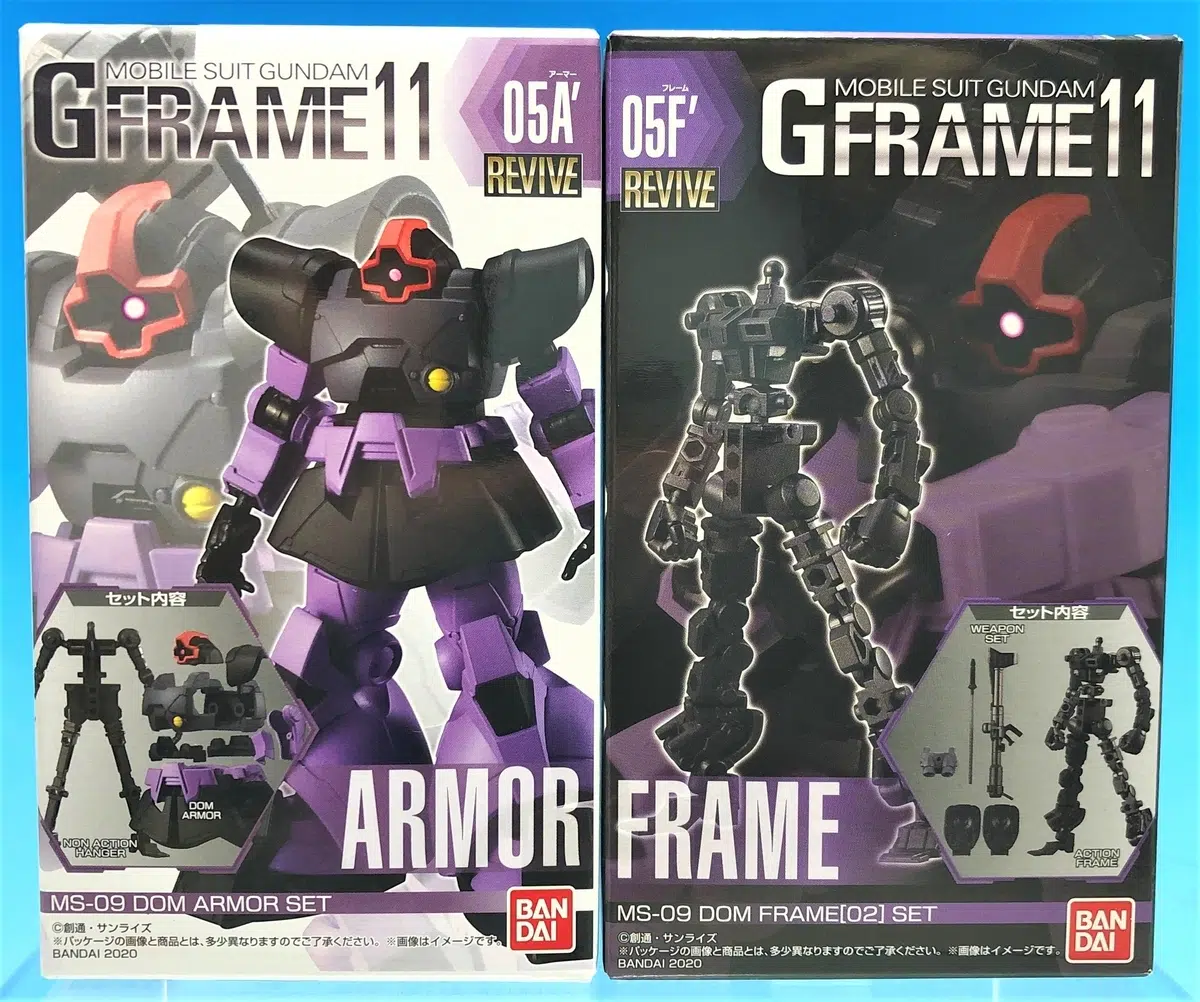 MOBILE SUIT GUNDAM
G FRAME 11
アーマー
05A'
REVIVE
セット内容
NON ACTION
HANGER
DOM
ARMOR
ARMOR
MS-09 DOM ARMOR SET
BAN
DAI
©創通・サンライズ
※パッケージの画像と商品とは、多少異なりますのでご了承ください。※画像はイメージです。
BANDAI 2020
フレーム
05F'
REVIVE
MOBILE SUIT GUNDAM
G FRAME 11
セット内容
WEAPON
SET
ACTION
FRAME
FRAME
MS-09 DOM FRAME[02] SET
BAN
DAI
©創通・サンライズ
※パッケージの画像と商品とは、多少異なりますのでご了承ください。※画像はイメージです。
BANDAI 2020